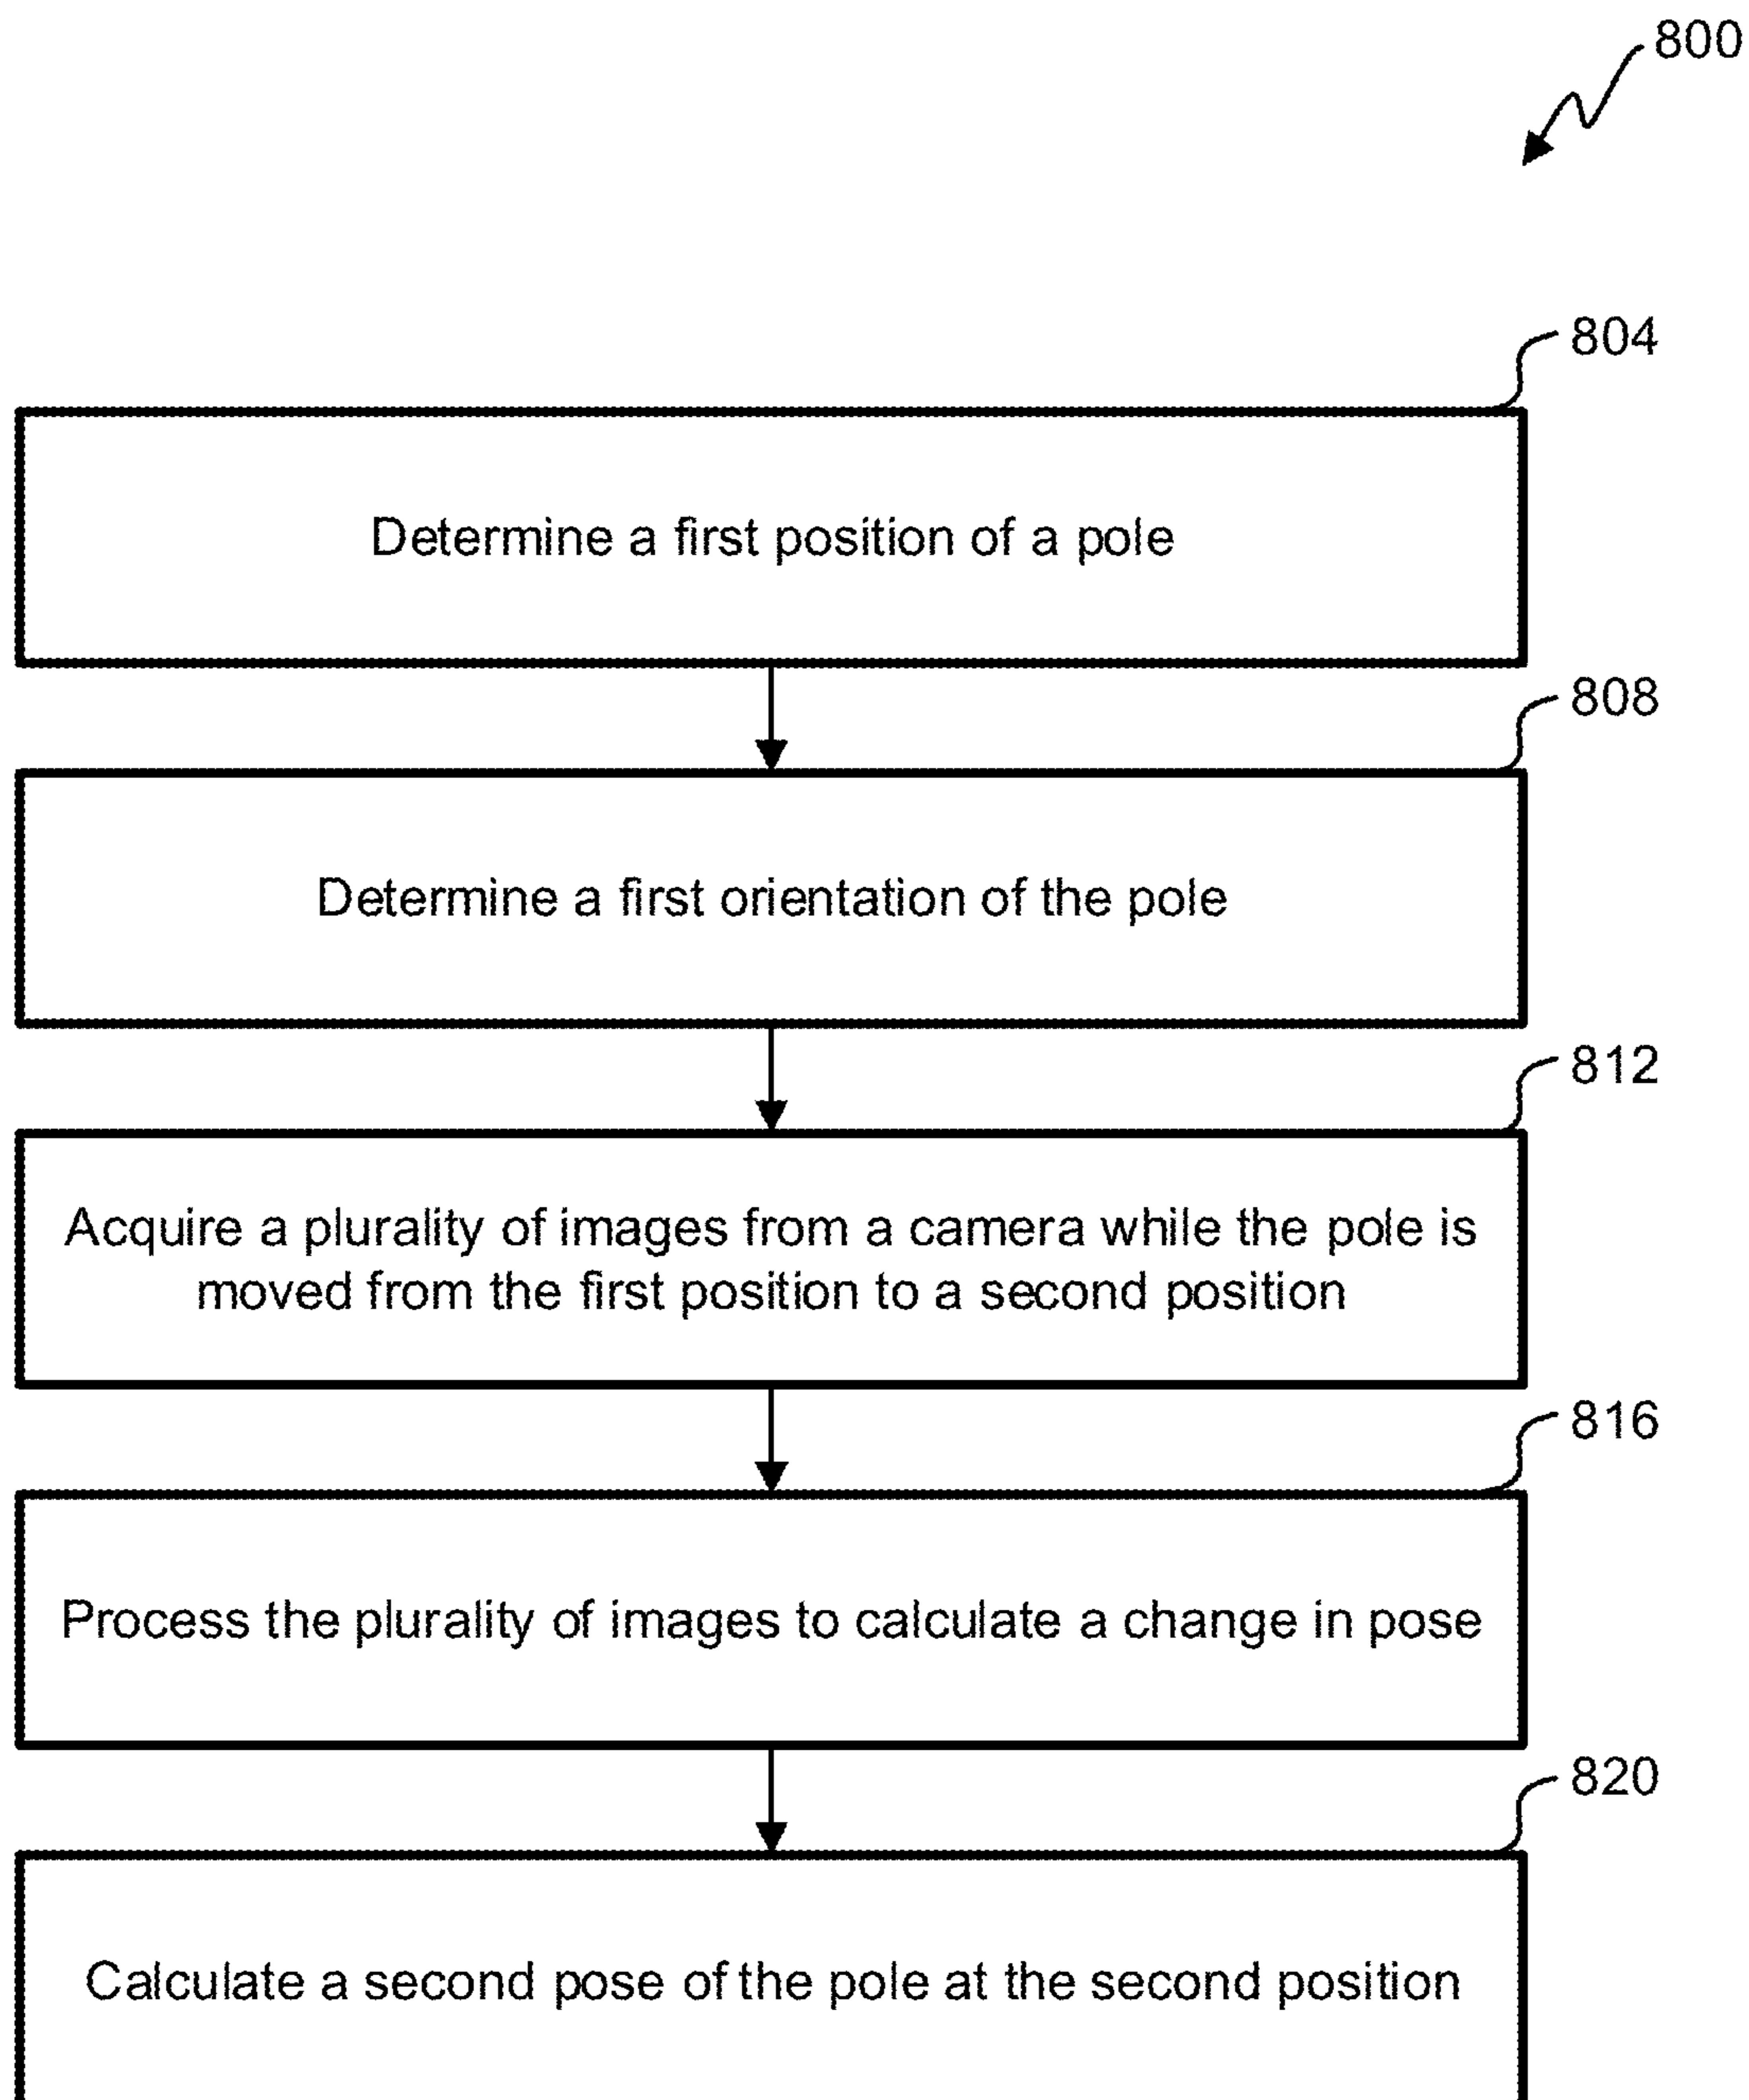 800
804
Determine a first position of a pole
808
Determine a first orientation of the pole
812
Acquire a plurality of images from a camera while the pole is
moved from the first position to a second position
816
Process the plurality of images to calculate a change in pose
820
Calculate a second pose of the pole at the second position